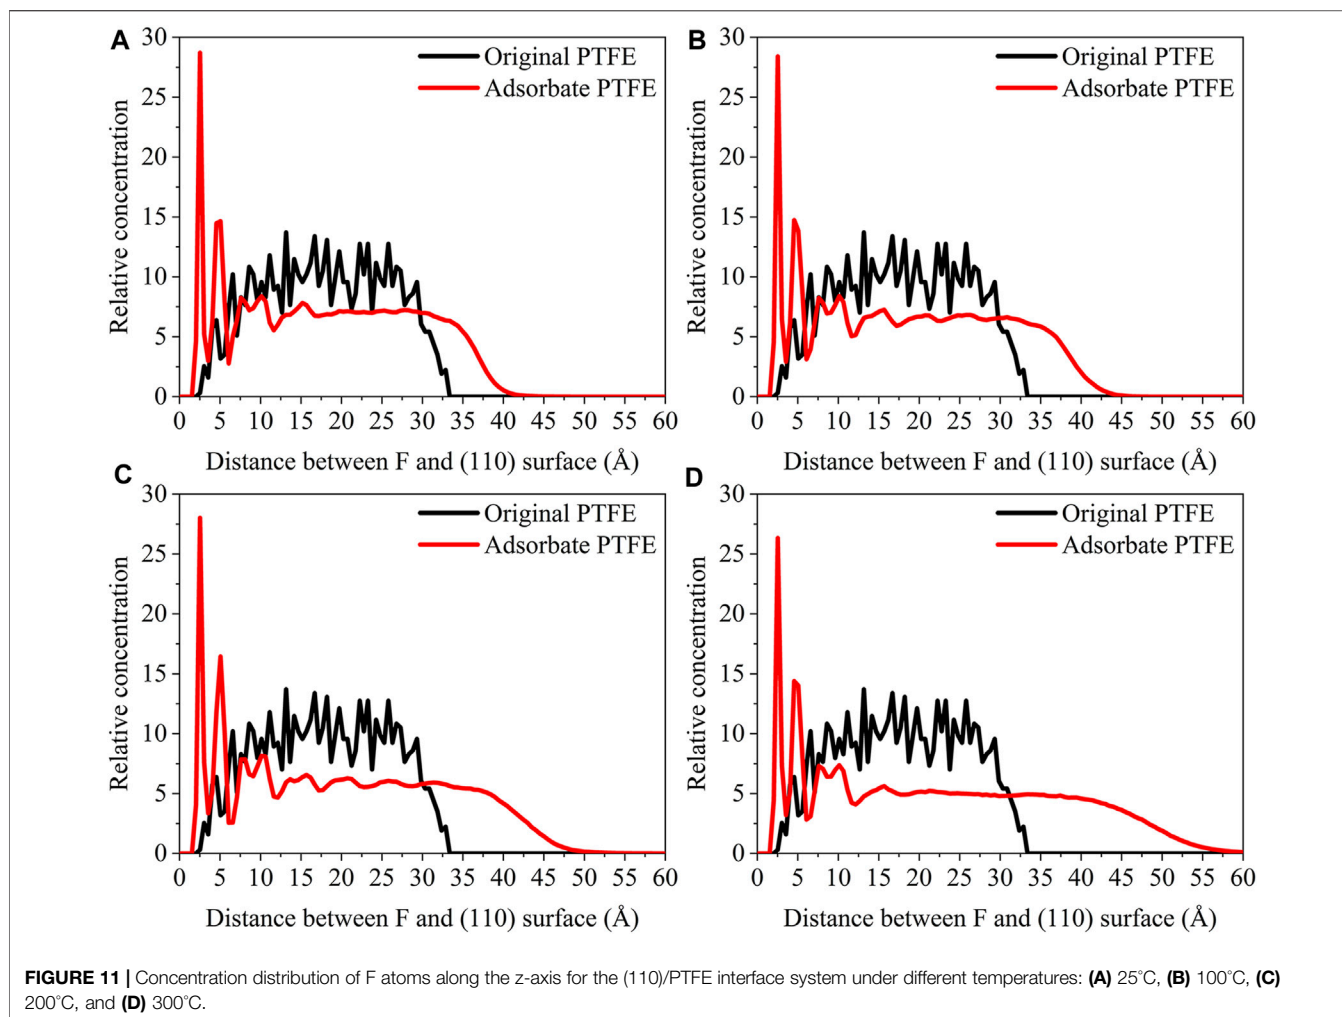 A
30
25
20
15
10
5
0
Relative concentration
Original PTFE
Adsorbate PTFE
0 5 10 15 20 25 30 35 40 45 50 55 60
Distance between F and (110) surface (Å)
B
30
25
20
15
10
5
0
Relative concentration
Original PTFE
Adsorbate PTFE
0 5 10 15 20 25 30 35 40 45 50 55 60
Distance between F and (110) surface (Å)
C
30
25
20
15
10
5
0
Relative concentration
Original PTFE
Adsorbate PTFE
0 5 10 15 20 25 30 35 40 45 50 55 60
Distance between F and (110) surface (Å)
D
30
25
20
15
10
5
0
Relative concentration
Original PTFE
Adsorbate PTFE
0 5 10 15 20 25 30 35 40 45 50 55 60
Distance between F and (110) surface (Å)
FIGURE 11 | Concentration distribution of F atoms along the z-axis for the (110)/PTFE interface system under different temperatures: (A) 25°C, (B) 100°C, (C)
200°C, and (D) 300°C.